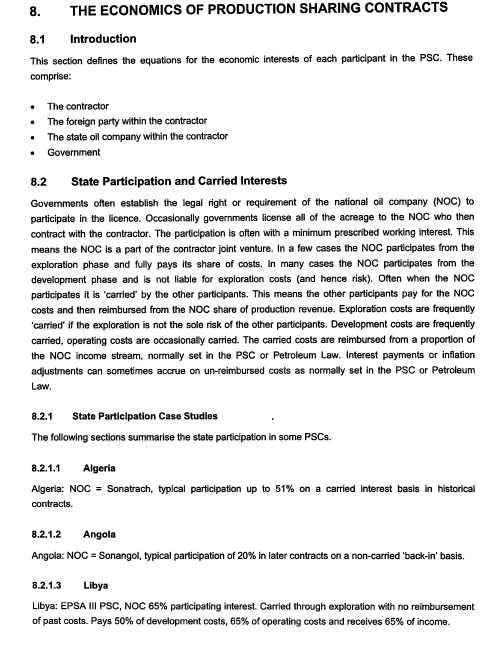 8. THE ECONOMICS OF PRODUCTION SHARING CONTRACTS
8.1 Introduction
This section defines the equations for the economic interests of each participant in the PSC. These
comprise:
• The contractor
• The foreign party within the contractor
• The state oil company within the contractor
• Government
8.2 State Participation and Carried Interests
Governments often establish the legal right or requirement of the national oil company (NOC) to
participate in the licence. Occasionally governments license all of the acreage to the NOC who then
contract with the contractor. The participation is often with a minimum prescribed working interest. This
means the NOC is a part of the contractor joint venture. In a few cases the NOC participates from the
exploration phase and fully pays its share of costs. In many cases the NOC participates from the
development phase and is not liable for exploration costs (and hence risk). Often when the NOC
participates it is 'carried' by the other participants. This means the other participants pay for the NOC
costs and then reimbursed from the NOC share of production revenue. Exploration costs are frequently
'carried' if the exploration is not the sole risk of the other participants. Development costs are frequently
carried, operating costs are occasionally carried. The carried costs are reimbursed from a proportion of
the NOC income stream, normally set in the PSC or Petroleum Law. Interest payments or inflation
adjustments can sometimes accrue on un-reimbursed costs as normally set in the PSC or Petroleum
Law.
8.2.1 State Participation Case Studies
The following sections summarise the state participation in some PSCs.
8.2.1.1 Algeria
Algeria: NOC = Sonatrach, typical participation up to 51% on a carried interest basis in historical
contracts.
8.2.1.2 Angola
Angola: NOC = Sonangol, typical participation of 20% in later contracts on a non-carried 'back-in' basis.
8.2.1.3 Libya
Libya: EPSA III PSC, NOC 65% participating interest. Carried through exploration with no reimbursement
of past costs. Pays 50% of development costs, 65% of operating costs and receives 65% of income.